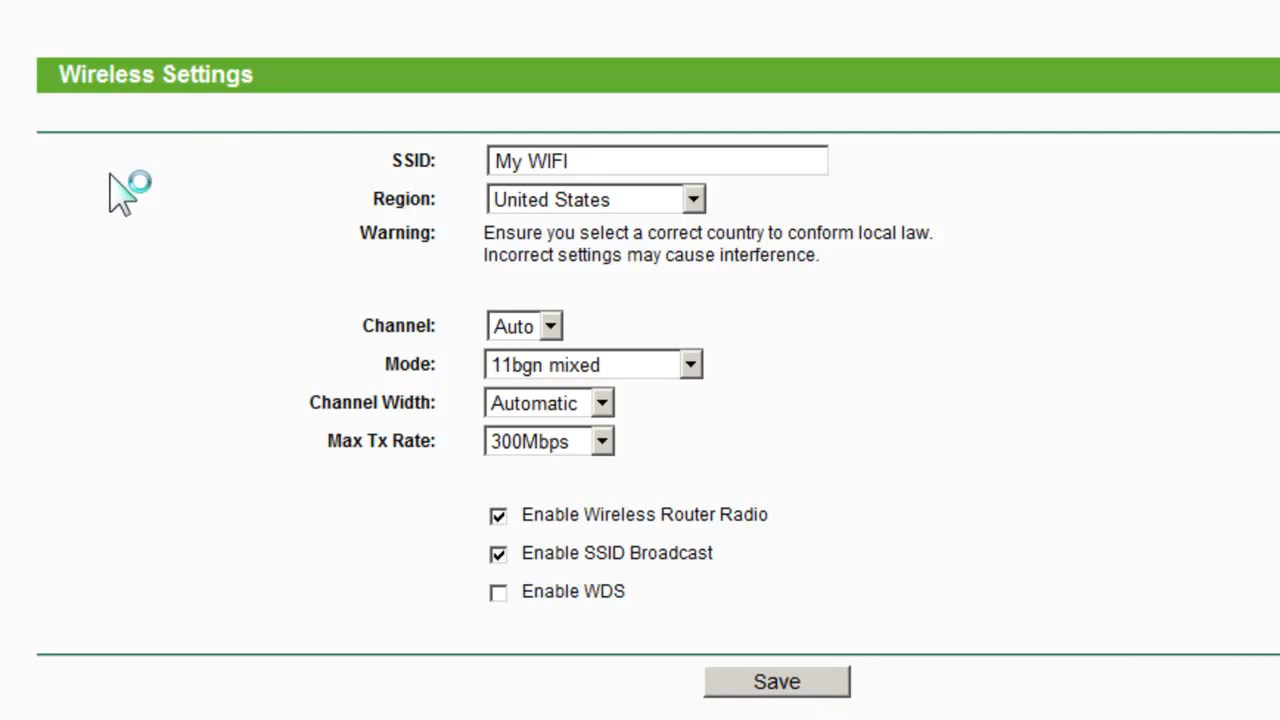 Wireless Settings
SSID: My WIFI
Region: United States
Warning: Ensure you select a correct country to conform local law.
Incorrect settings may cause interference.
Channel: Auto
Mode: 11bgn mixed
Channel Width: Automatic
Max Tx Rate: 300Mbps
Enable Wireless Router Radio
Enable SSID Broadcast
Enable WDS
Save